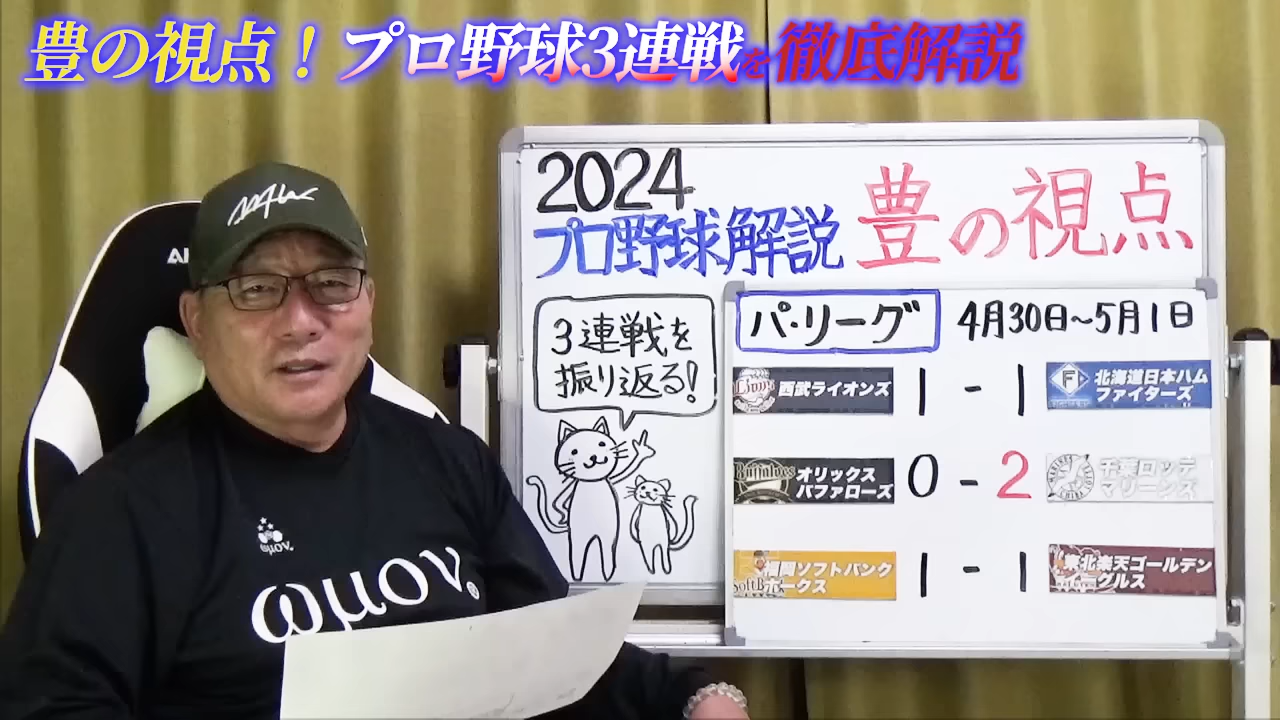 豊の視点！プロ野球3連戦を徹底解説
2024
プロ野球解説 豊の視点
3連戦を
振り返る!
パ・リーグ 4月30日~5月1日
Lions
西武ライオンズ 1 - 1 北海道日本ハム
ファイターズ
Buffaloes
オリックス
バファローズ 0 - 2 千葉ロッテ
マリーンズ
福岡ソフトバンク
ホークス 1 - 1 東北楽天ゴールデン
イーグルス
SoftB
ωμον.
ωμον®